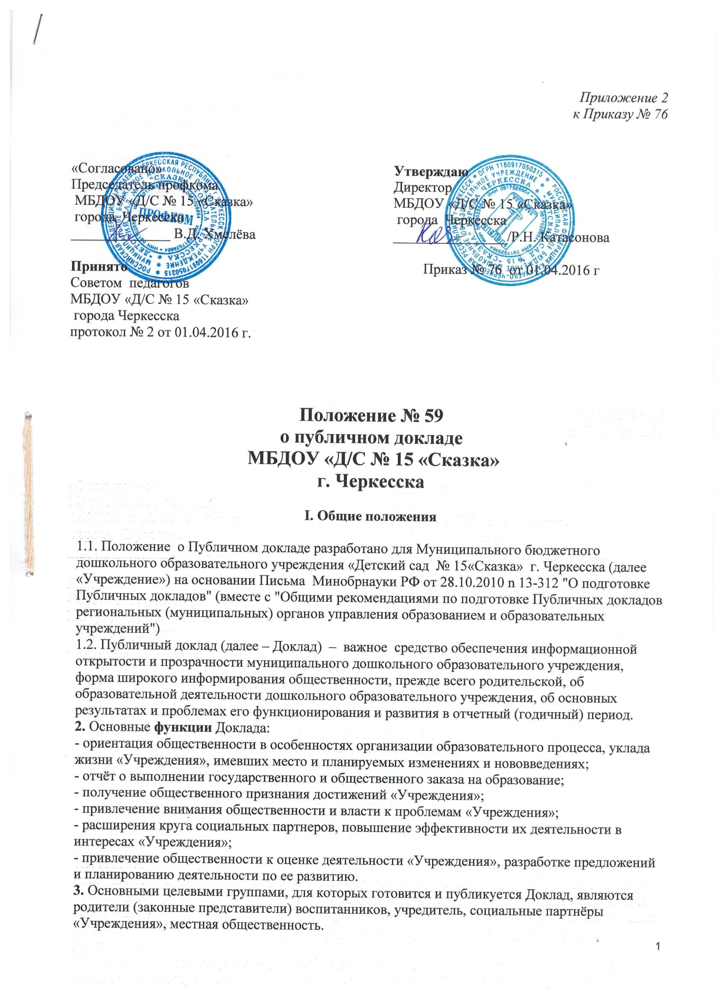 Приложение 2
к Приказу № 76
«Согласовано»
Председатель профкома
МБДОУ «Д/С № 15 «Сказка»
города Черкесска
______________ В.Д. Хмелёва
Принято
Советом педагогов
МБДОУ «Д/С № 15 «Сказка»
города Черкесска
протокол № 2 от 01.04.2016 г.
ПРОФКОМ
Утверждаю
Директор
МБДОУ «Д/С № 15 «Сказка»
города Черкесска
________________/Р.Н. Катасонова
Приказ № 76 от 01.04.2016 г
Положение № 59
о публичном докладе
МБДОУ «Д/С № 15 «Сказка»
г. Черкесска
I. Общие положения
1.1. Положение о Публичном докладе разработано для Муниципального бюджетного
дошкольного образовательного учреждения «Детский сад № 15«Сказка» г. Черкесска (далее
«Учреждение») на основании Письма Минобрнауки РФ от 28.10.2010 n 13-312 "О подготовке
Публичных докладов" (вместе с "Общими рекомендациями по подготовке Публичных докладов
региональных (муниципальных) органов управления образованием и образовательных
учреждений")
1.2. Публичный доклад (далее – Доклад) – важное средство обеспечения информационной
открытости и прозрачности муниципального дошкольного образовательного учреждения,
форма широкого информирования общественности, прежде всего родительской, об
образовательной деятельности дошкольного образовательного учреждения, об основных
результатах и проблемах его функционирования и развития в отчетный (годичный) период.
2. Основные функции Доклада:
- ориентация общественности в особенностях организации образовательного процесса, уклада
жизни «Учреждения», имевших место и планируемых изменениях и нововведениях;
- отчёт о выполнении государственного и общественного заказа на образование;
- получение общественного признания достижений «Учреждения»;
- привлечение внимания общественности и власти к проблемам «Учреждения»;
- расширения круга социальных партнеров, повышение эффективности их деятельности в
интересах «Учреждения»;
- привлечение общественности к оценке деятельности «Учреждения», разработке предложений
и планированию деятельности по ее развитию.
3. Основными целевыми группами, для которых готовится и публикуется Доклад, являются
родители (законные представители) воспитанников, учредитель, социальные партнёры
«Учреждения», местная общественность.
1